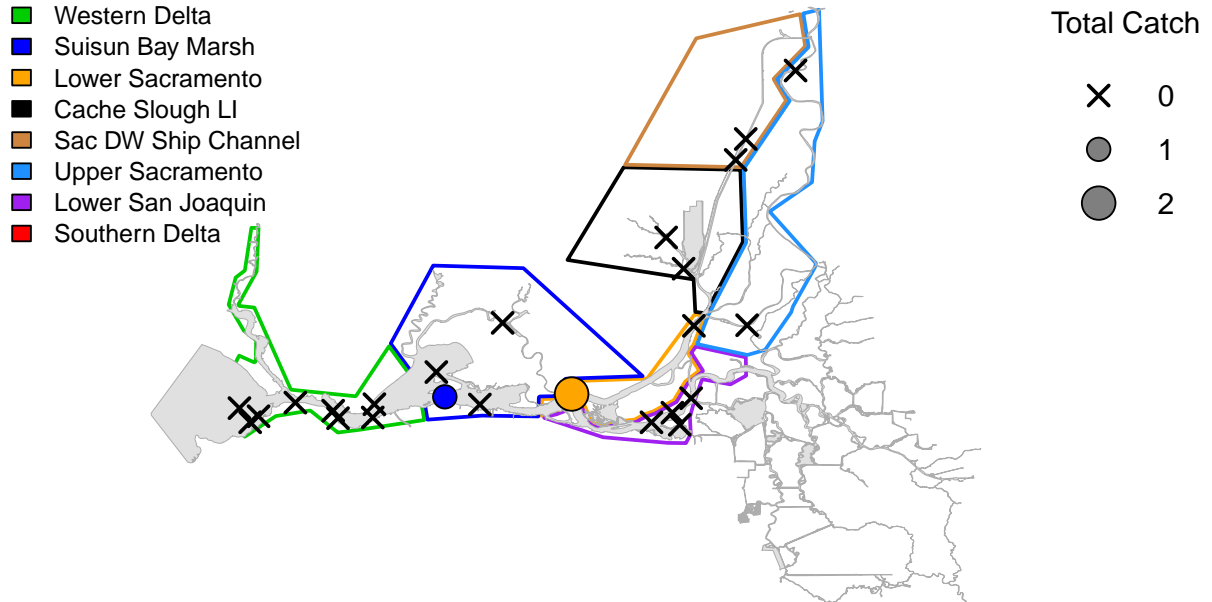 Western Delta
Suisun Bay Marsh
Lower Sacramento
Cache Slough LI
Sac DW Ship Channel
Upper Sacramento
Lower San Joaquin
Southern Delta
Total Catch
0
1
2